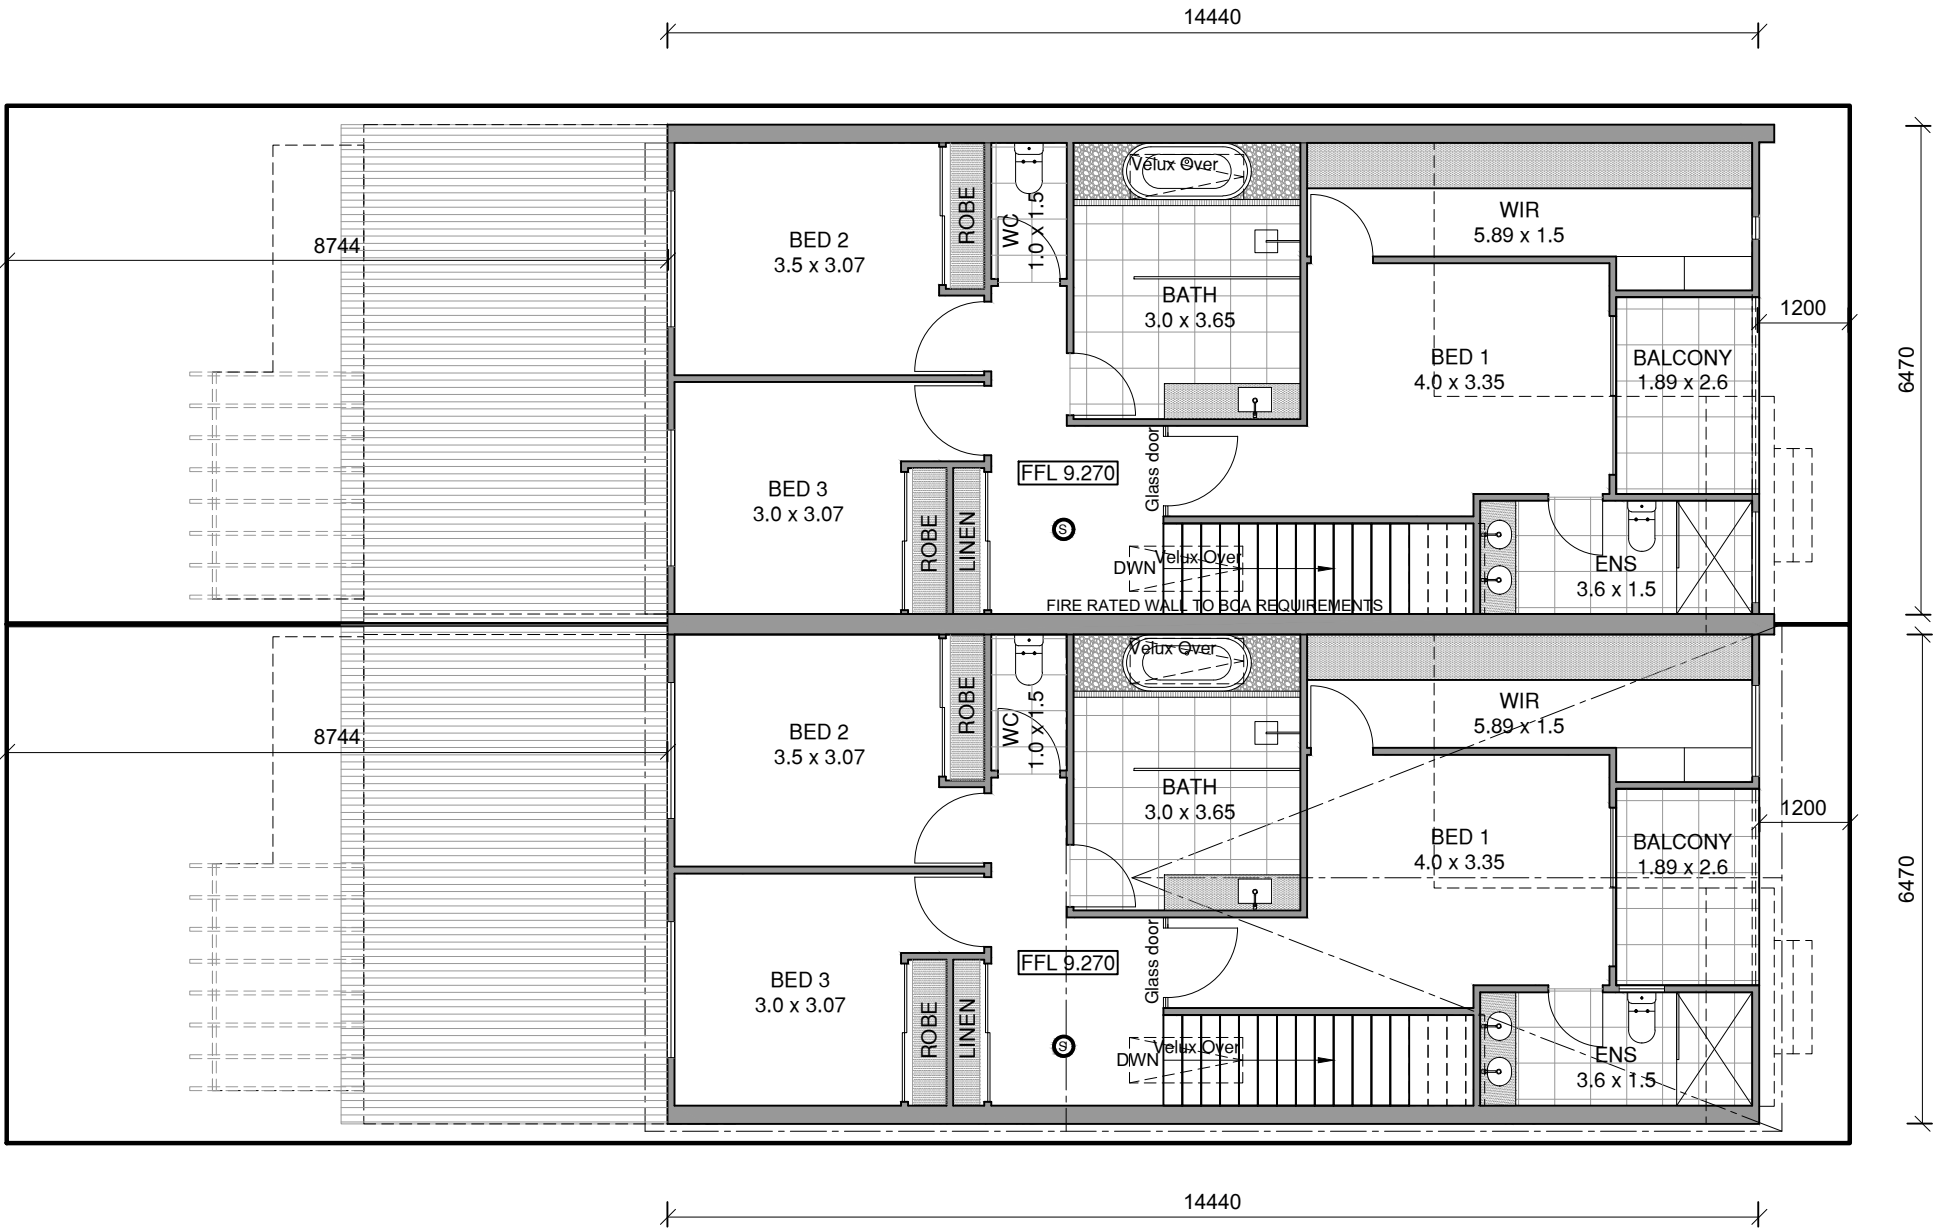 14440
8744
BED 2
3.5 x 3.07
ROBE
WC
1.0 x 1.5
Velux Over
BATH
3.0 x 3.65
WIR
5.89 x 1.5
1200
6470
BED 1
4.0 x 3.35
BALCONY
1.89 x 2.6
BED 3
3.0 x 3.07
ROBE
LINEN
FFL 9.270
S
Glass door
DWN
Velux Over
ENS
3.6 x 1.5
FIRE RATED WALL TO BCA REQUIREMENTS
8744
BED 2
3.5 x 3.07
ROBE
WC
1.0 x 1.5
Velux Over
BATH
3.0 x 3.65
WIR
5.89 x 1.5
1200
6470
BED 1
4.0 x 3.35
BALCONY
1.89 x 2.6
BED 3
3.0 x 3.07
ROBE
LINEN
FFL 9.270
S
Glass door
DWN
Velux Over
ENS
3.6 x 1.5
14440